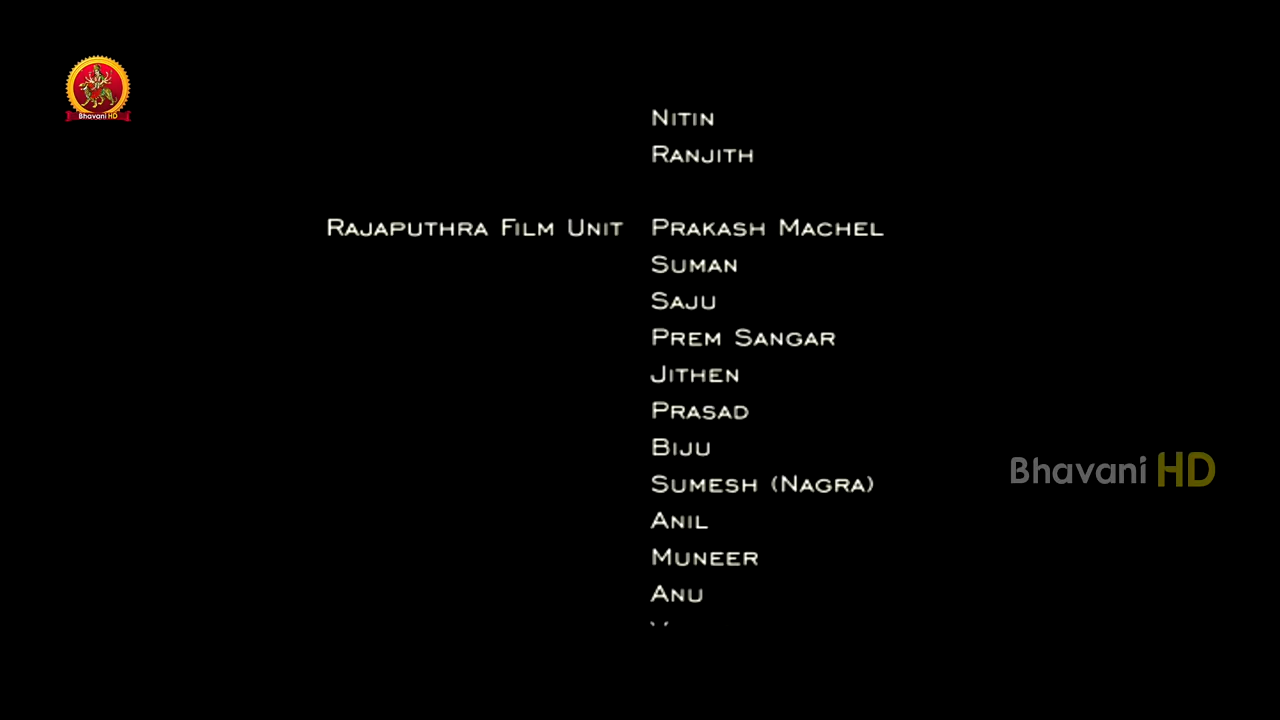 Bhavani HD
Nitin
Ranjith
Rajaputhra Film Unit Prakash Machel
Suman
Saju
Prem Sangar
Jithen
Prasad
Biju
Sumesh (Nagra)
Bhavani HD
Anil
Muneer
Anu